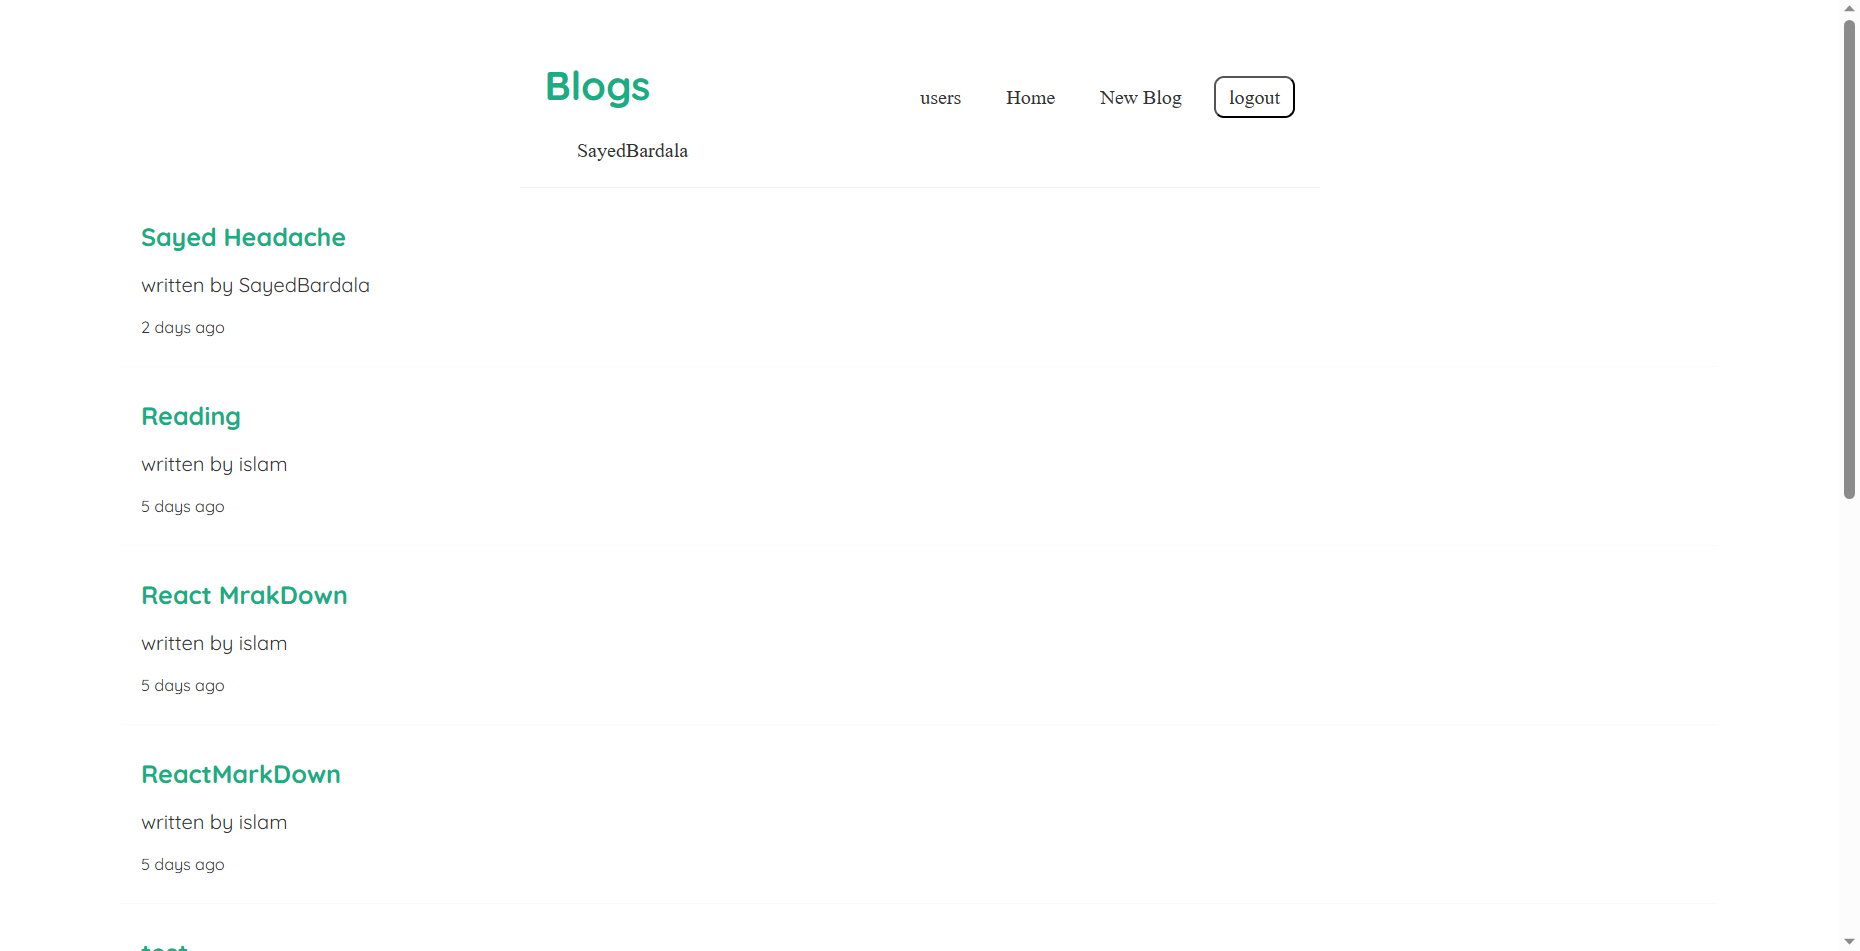 Blogs
users Home New Blog logout
SayedBardala
Sayed Headache
written by SayedBardala
2 days ago
Reading
written by islam
5 days ago
React MrakDown
written by islam
5 days ago
ReactMarkDown
written by islam
5 days ago
test